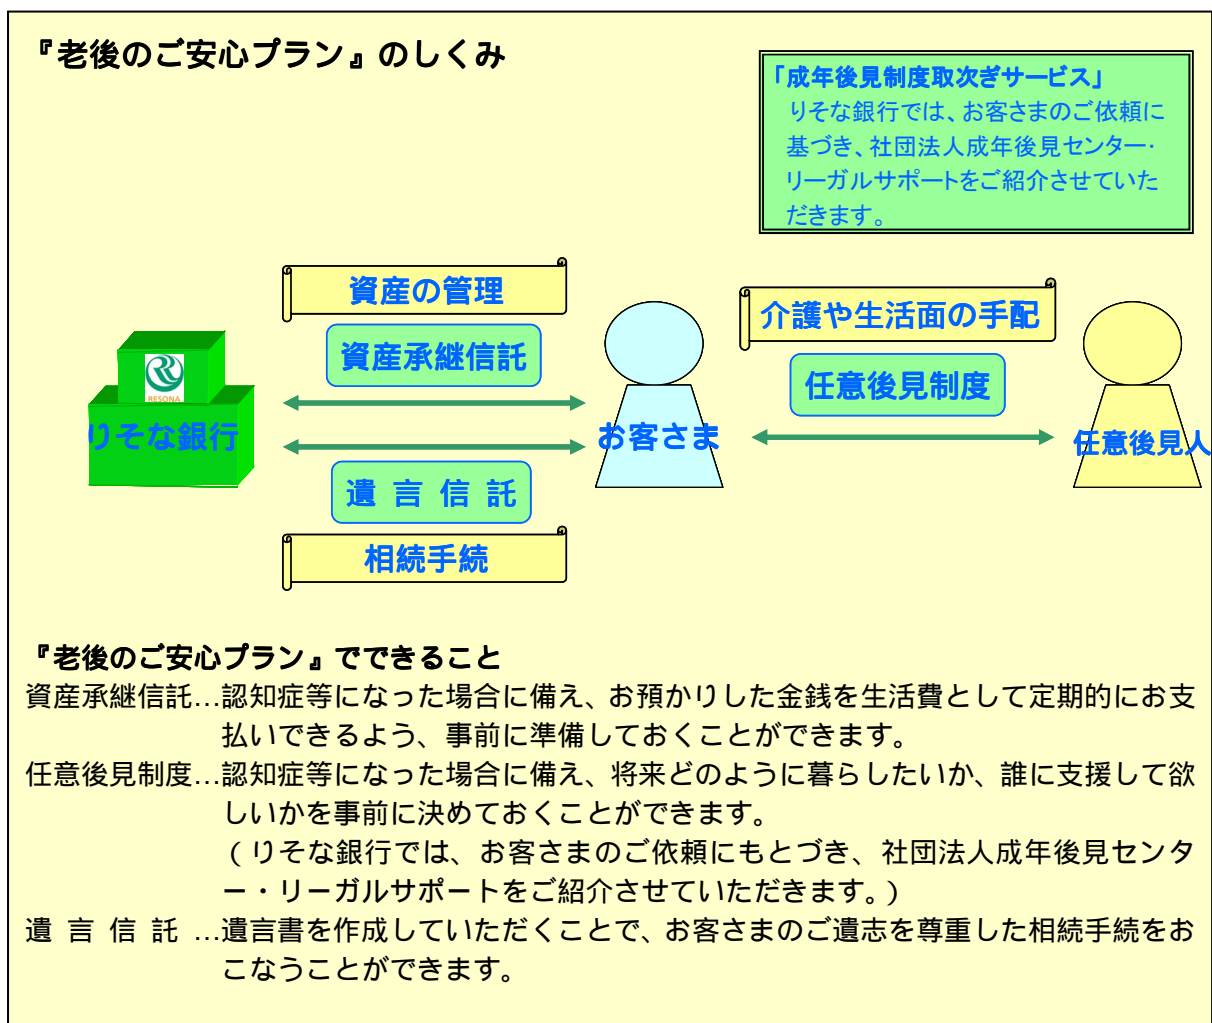 『老後のご安心プラン』のしくみ
「成年後見制度取次ぎサービス」
りそな銀行では、お客さまのご依頼に
基づき、社団法人成年後見センター・
リーガルサポートをご紹介させていた
だきます。
資産の管理
資産承継信託
介護や生活面の手配
任意後見制度
RESONA
りそな銀行
お客さま
任意後見人
遺 言 信 託
相続手続
『老後のご安心プラン』でできること
資産承継信託…認知症等になった場合に備え、お預かりした金銭を生活費として定期的にお支
払いできるよう、事前に準備しておくことができます。
任意後見制度…認知症等になった場合に備え、将来どのように暮らしたいか、誰に支援して欲
しいかを事前に決めておくことができます。
(りそな銀行では、お客さまのご依頼にもとづき、社団法人成年後見センタ
ー・リーガルサポートをご紹介させていただきます。)
遺 言 信 託 …遺言書を作成していただくことで、お客さまのご遺志を尊重した相続手続をお
こなうことができます。